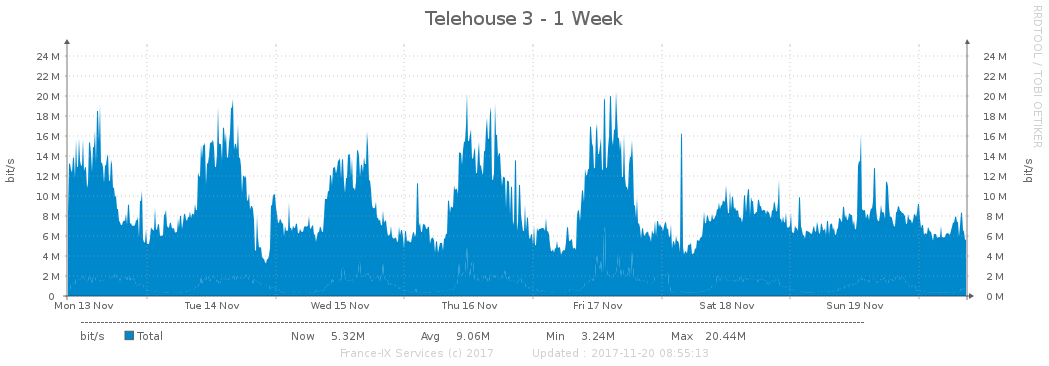 Telehouse 3 - 1 Week
RRDTOOL / TOBI OETIKER
24 M 24 M
22 M 22 M
20 M 20 M
18 M 18 M
16 M 16 M
14 M 14 M
12 M 12 M
10 M 10 M
8 M 8 M
6 M 6 M
4 M 4 M
2 M 2 M
0 0 M
bit/s bit/s
Mon 13 Nov Tue 14 Nov Wed 15 Nov Thu 16 Nov Fri 17 Nov Sat 18 Nov Sun 19 Nov
bit/s Total Now 5.32M Avg 9.06M Min 3.24M Max 20.44M
France-IX Services (c) 2017 Updated : 2017-11-20 08:55:13